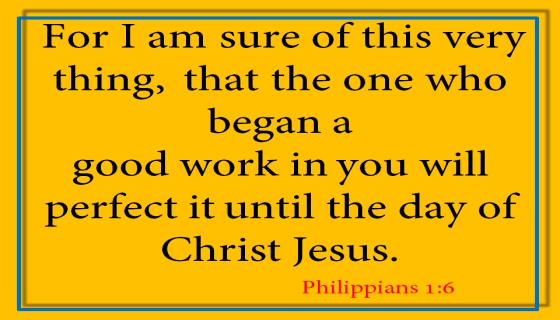 For I am sure of this very
thing, that the one who
began a
good work in you will
perfect it until the day of
Christ Jesus.
Philippians 1:6